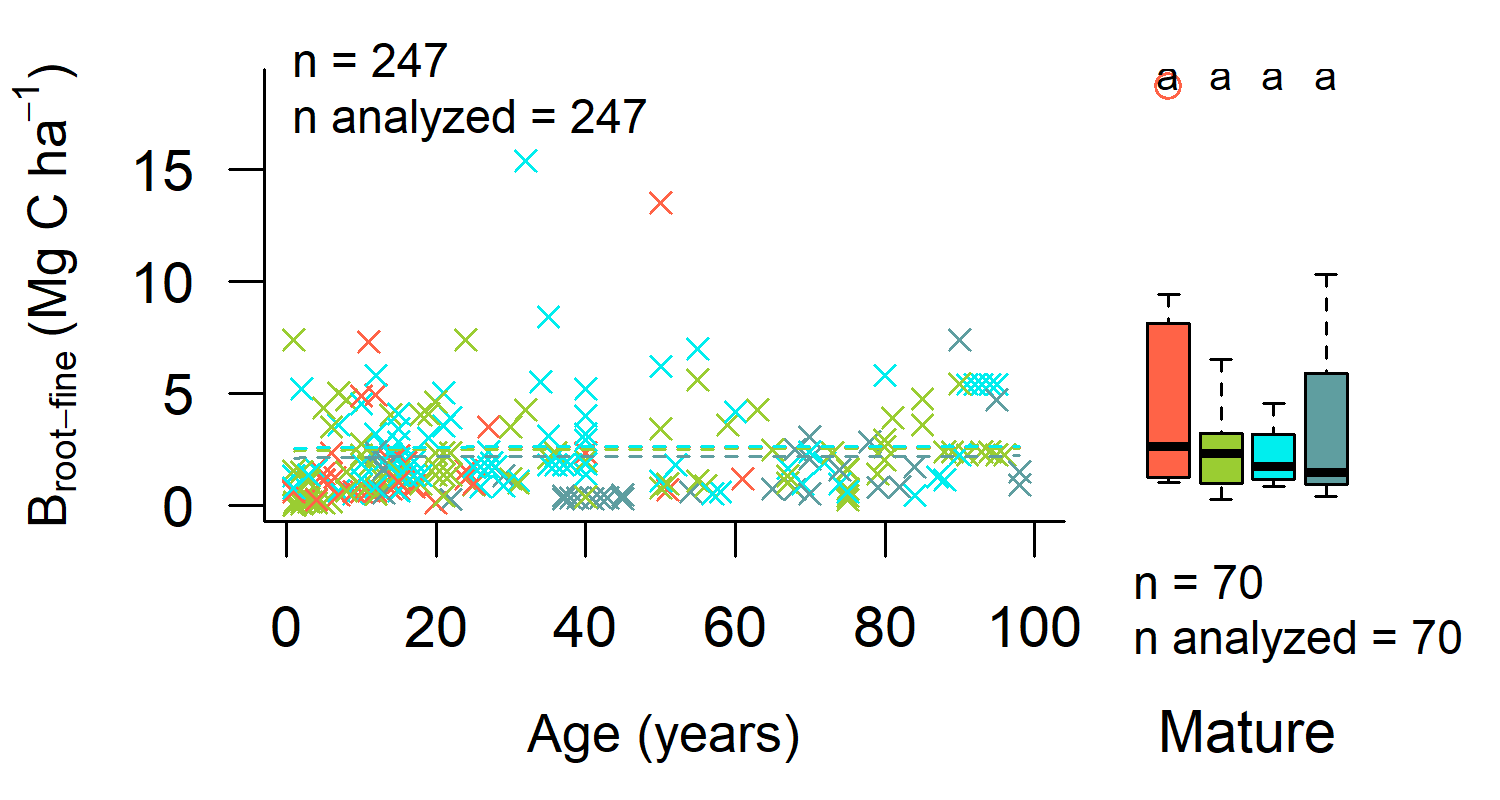 n = 247
n analyzed = 247
a a a a
B root–fine (Mg C ha⁻¹)
15
10
5
0
0 20 40 60 80 100
n = 70
n analyzed = 70
Age (years)
Mature